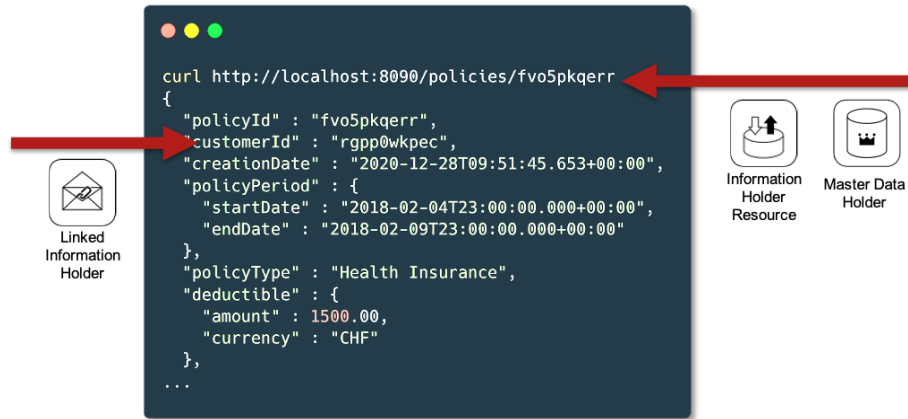 curl http://localhost:8090/policies/fvo5pkqerr
{
  "policyId" : "fvo5pkqerr",
  "customerId" : "rgpp0wkpec",
  "creationDate" : "2020-12-28T09:51:45.653+00:00",
  "policyPeriod" : {
    "startDate" : "2018-02-04T23:00:00.000+00:00",
    "endDate" : "2018-02-09T23:00:00.000+00:00"
  },
  "policyType" : "Health Insurance",
  "deductible" : {
    "amount" : 1500.00,
    "currency" : "CHF"
  },
...
Linked
Information
Holder
Information
Holder
Resource
Master Data
Holder